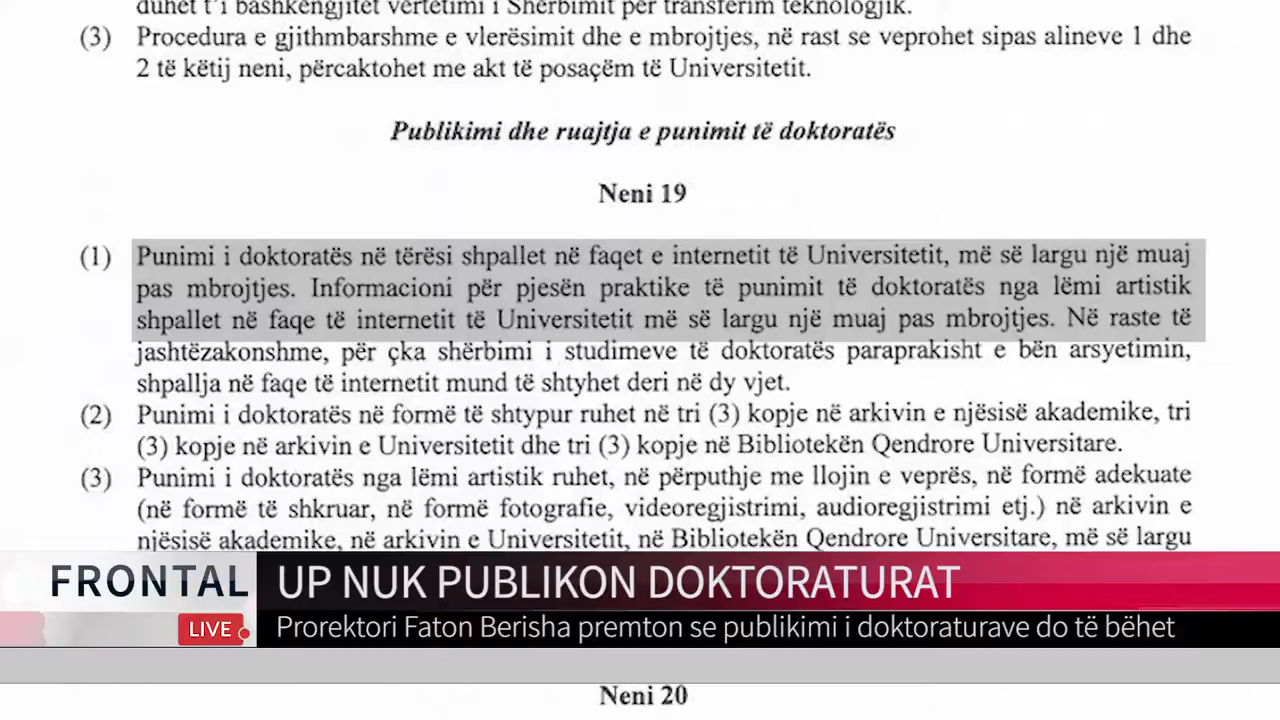 duhet t'i bashkëngjitet vërtetimi i Shërbimit për transferim teknologjik.
(3) Procedura e gjithmbarshme e vlerësimit dhe e mbrojtjes, në rast se veprohet sipas alineve 1 dhe
2 të këtij neni, përcaktohet me akt të posaçëm të Universitetit.
Publikimi dhe ruajtja e punimit të doktoratës
Neni 19
(1) Punimi i doktoratës në tërësi shpallet në faqet e internetit të Universitetit, më së largu një muaj
pas mbrojtjes. Informacioni për pjesën praktike të punimit të doktoratës nga lëmi artistik
shpallet në faqe të internetit të Universitetit më së largu një muaj pas mbrojtjes. Në raste të
jashtëzakonshme, për çka shërbimi i studimeve të doktoratës paraprakisht e bën arsyetimin,
shpallja në faqe të internetit mund të shtyhet deri në dy vjet.
(2) Punimi i doktoratës në formë të shtypur ruhet në tri (3) kopje në arkivin e njësisë akademike, tri
(3) kopje në arkivin e Universitetit dhe tri (3) kopje në Bibliotekën Qendrore Universitare.
(3) Punimi i doktoratës nga lëmi artistik ruhet, në përputhje me llojin e veprës, në formë adekuate
(në formë të shkruar, në formë fotografie, videoregjistrimi, audioregjistrimi etj.) në arkivin e
njësisë akademike, në arkivin e Universitetit, në Bibliotekën Qendrore Universitare, më së largu
FRONTAL
UP NUK PUBLIKON DOKTORATURAT
LIVE
Prorektori Faton Berisha premton se publikimi i doktoraturave do të bëhet
Neni 20